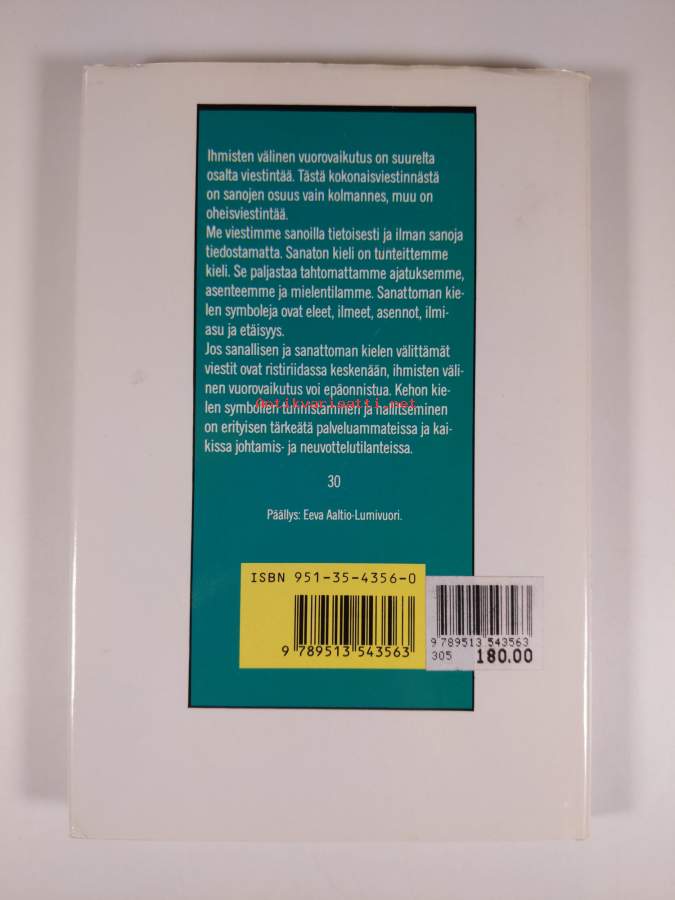 Ihmisten välinen vuorovaikutus on suurelta
osalta viestintää. Tästä kokonaisviestinnästä
on sanojen osuus vain kolmannes, muu on
oheisviestintää.
Me viestimme sanoilla tietoisesti ja ilman sanoja
tiedostamatta. Sanaton kieli on tunteittemme
kieli. Se paljastaa tahtomattamme ajatuksemme,
asenteemme ja mielentilamme. Sanattoman kie-
len symboleja ovat eleet, ilmeet, asennot, ilmi-
asu ja etäisyys.
Jos sanallisen ja sanattoman kielen välittämät
viestit ovat ristiriidassa keskenään, ihmisten väli-
nen vuorovaikutus voi epäonnistua. Kehon kie-
Antikvariaatti.net
len symbolien tunnistaminen ja hallitseminen
on erityisen tärkeätä palveluammateissa ja kai-
kissa johtamis- ja neuvottelutilanteissa.
30
Päällys: Eeva Aaltio-Lumivuori.
ISBN 951-35-4356-0
9 789513 543563
9 789513 543563
305 180.00